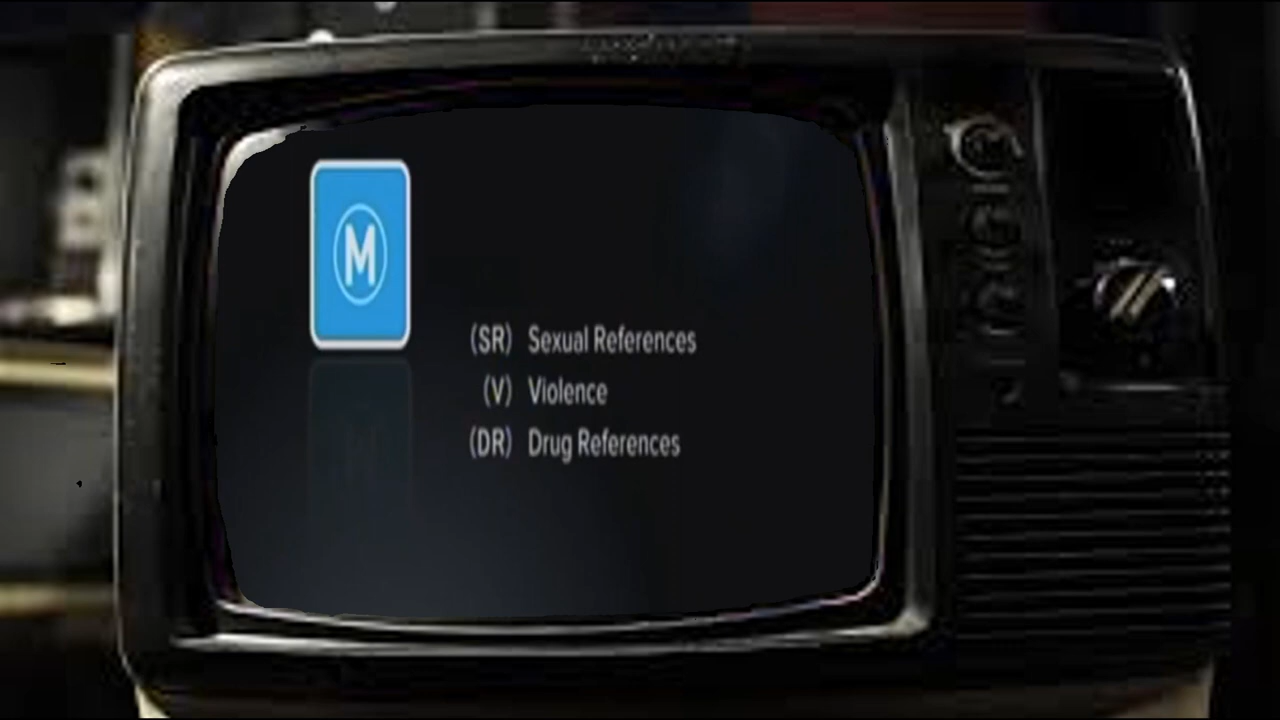 M
(SR) Sexual References
(V) Violence
(DR) Drug References